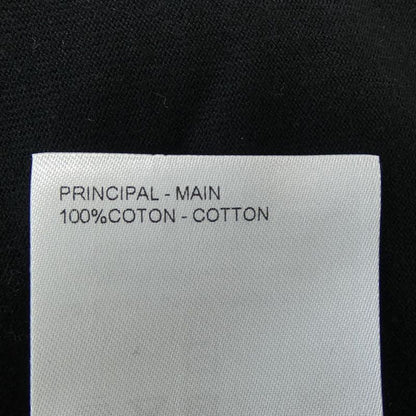 PRINCIPAL - MAIN
100%COTON - COTTON